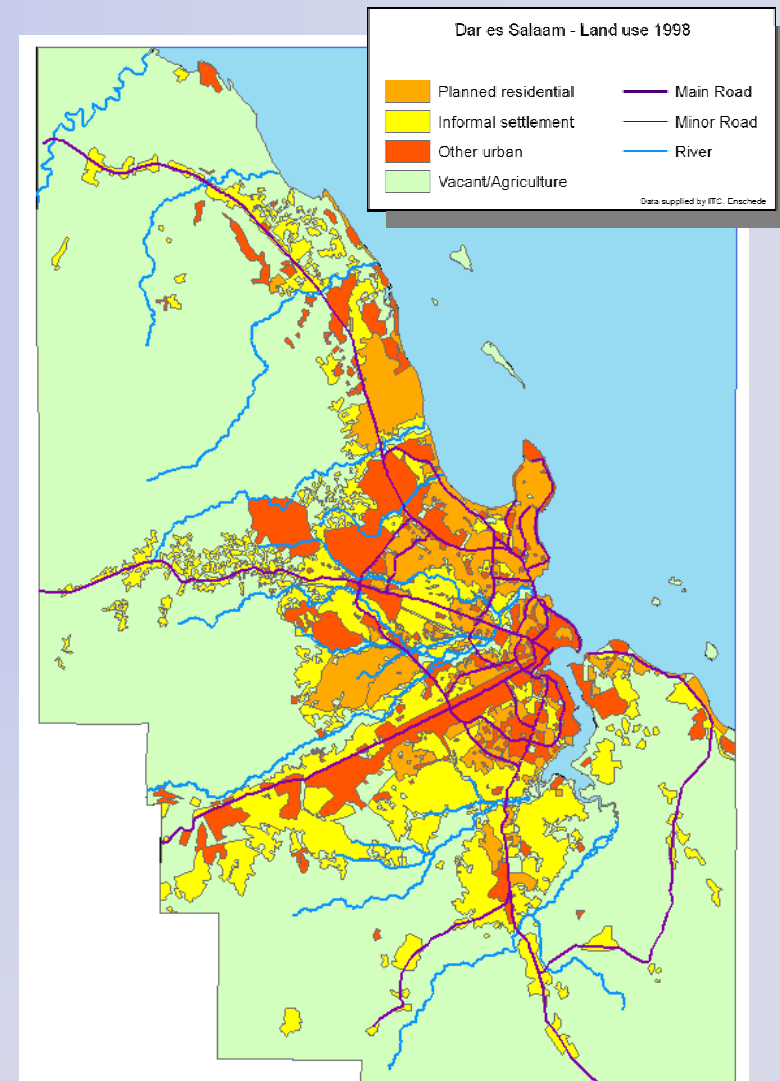 Dar es Salaam - Land use 1998
Planned residential
Main Road
Informal settlement
Minor Road
Other urban
River
Vacant/Agriculture
Data supplied by ITC, Enschede